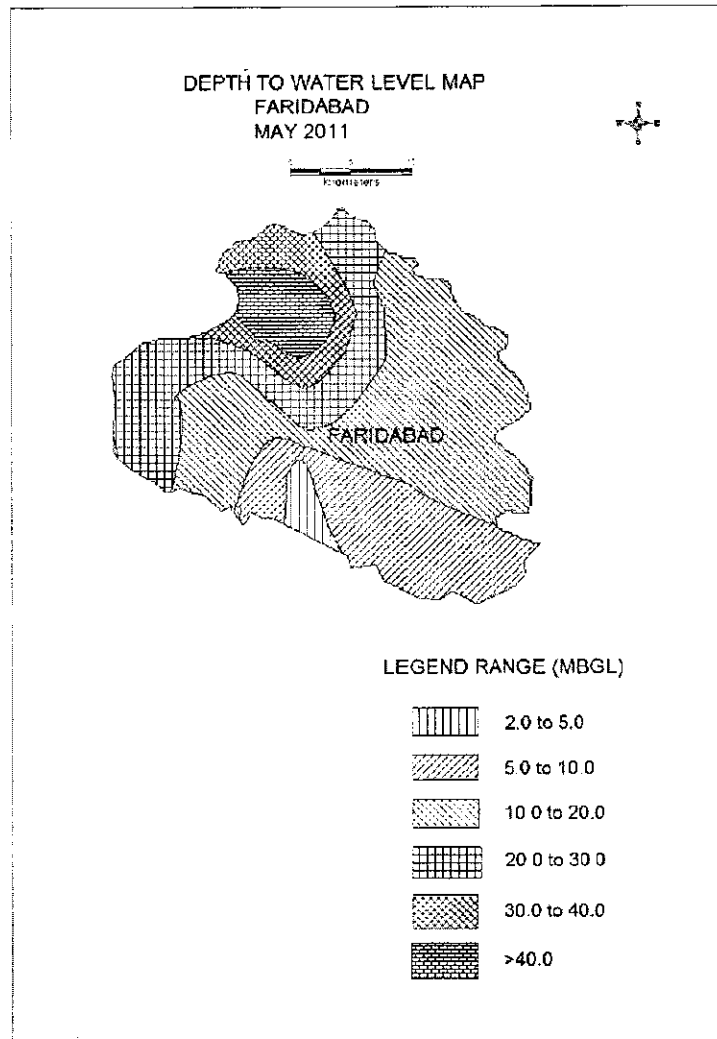 DEPTH TO WATER LEVEL MAP
FARIDABAD
MAY 2011
N
W E
kilometers
FARIDABAD
LEGEND RANGE (MBGL)
2.0 to 5.0
5.0 to 10.0
10 0 to 20.0
20 0 to 30 0
30.0 to 40.0
>40.0